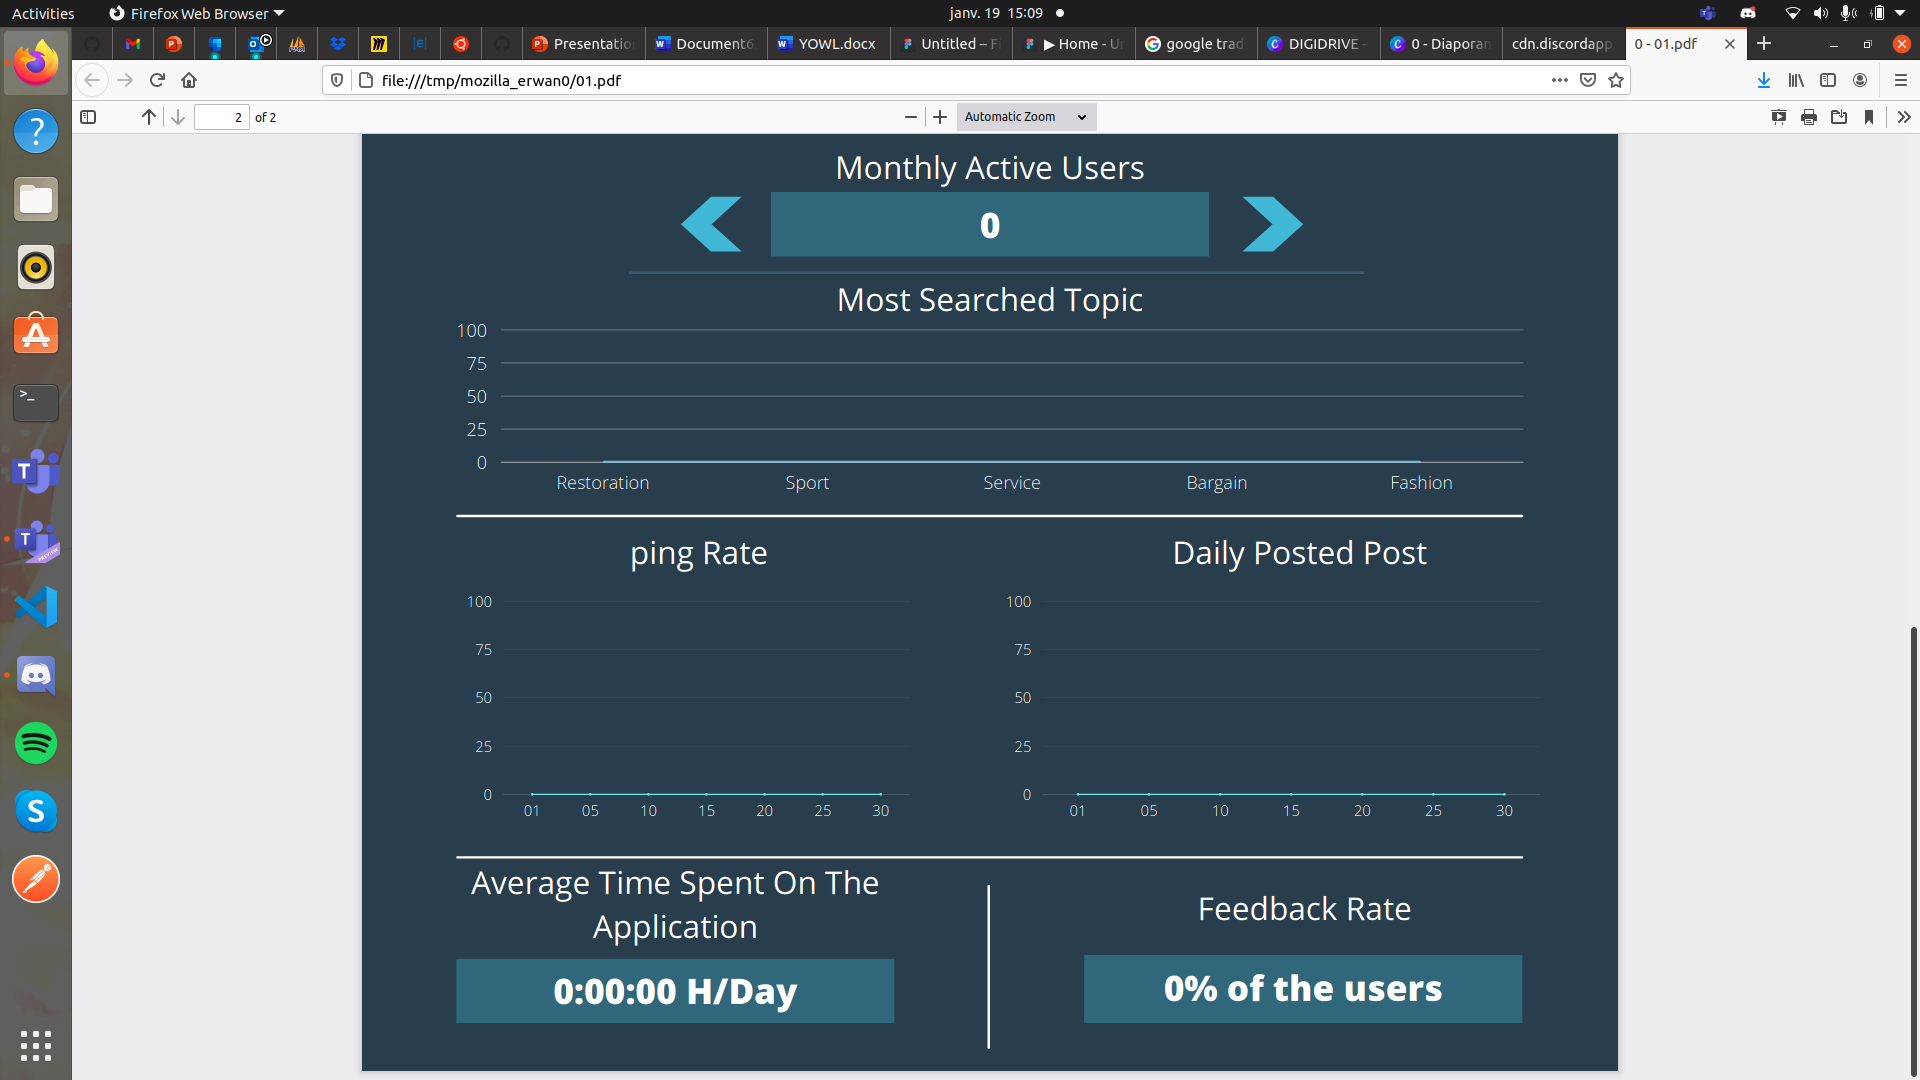 Activities Firefox Web Browser janv. 19 15:09
Presentatio Document6 YOWL.docx Untitled – Fi ▶ Home - Un google trad DIGIDRIVE - 0 - Diaporam cdn.discordapp 0 - 01.pdf
file:///tmp/mozilla_erwan0/01.pdf
2 of 2 Automatic Zoom
Monthly Active Users
0
Most Searched Topic
100
75
50
25
0
Restoration Sport Service Bargain Fashion
ping Rate Daily Posted Post
100 100
75 75
50 50
25 25
0 0
01 05 10 15 20 25 30 01 05 10 15 20 25 30
Average Time Spent On The
Application
Feedback Rate
0:00:00 H/Day 0% of the users